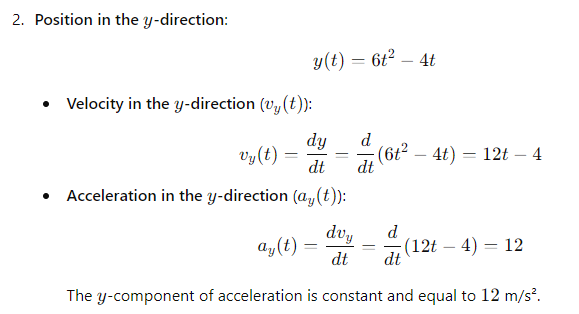 2. Position in the y-direction:
y(t) = 6t² − 4t
• Velocity in the y-direction (v_y(t)):
v_y(t) = dy/dt = d/dt (6t² − 4t) = 12t − 4
• Acceleration in the y-direction (a_y(t)):
a_y(t) = dv_y/dt = d/dt (12t − 4) = 12
The y-component of acceleration is constant and equal to 12 m/s².